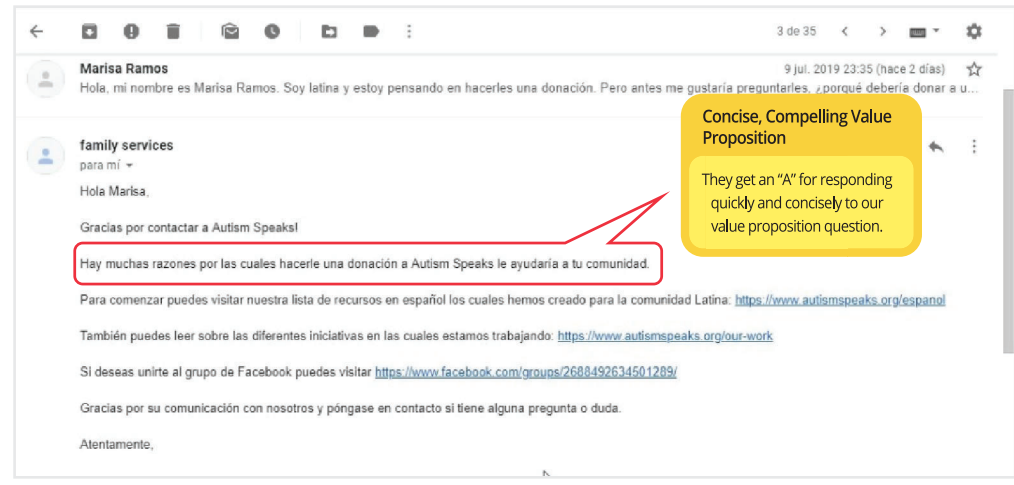 3 de 35
Marisa Ramos 9 jul. 2019 23:35 (hace 2 días)
Hola, mi nombre es Marisa Ramos. Soy latina y estoy pensando en hacerles una donación. Pero antes me gustaría preguntarles, ¿porqué debería donar a u...
Concise, Compelling Value
Proposition
They get an “A” for responding
quickly and concisely to our
value proposition question.
family services
para mí
Hola Marisa,
Gracias por contactar a Autism Speaks!
Hay muchas razones por las cuales hacerle una donación a Autism Speaks le ayudaría a tu comunidad.
Para comenzar puedes visitar nuestra lista de recursos en español los cuales hemos creado para la comunidad Latina: https://www.autismspeaks.org/espanol
También puedes leer sobre las diferentes iniciativas en las cuales estamos trabajando: https://www.autismspeaks.org/our-work
Si deseas unirte al grupo de Facebook puedes visitar https://www.facebook.com/groups/2688492634501289/
Gracias por su comunicación con nosotros y póngase en contacto si tiene alguna pregunta o duda.
Atentamente,